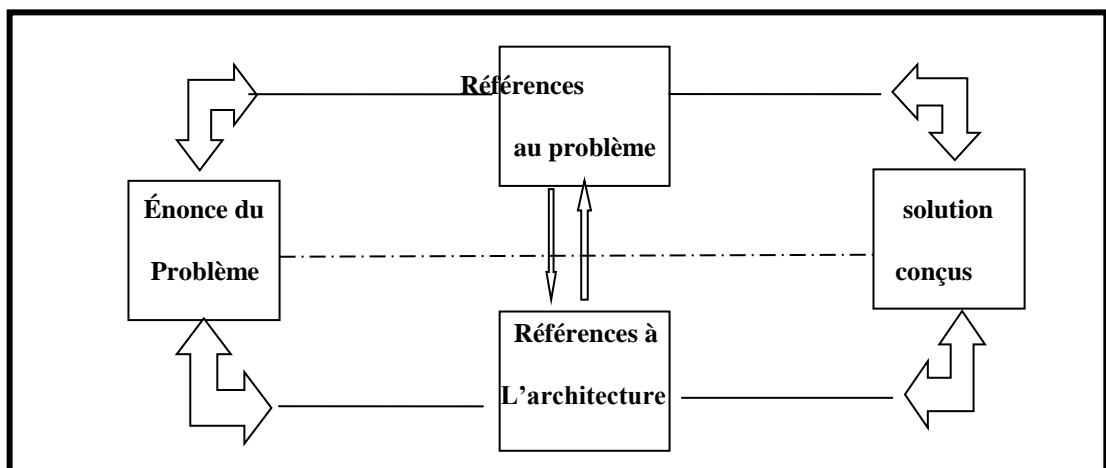 Références
au problème
Énonce du
Problème
solution
conçus
Références à
L’architecture